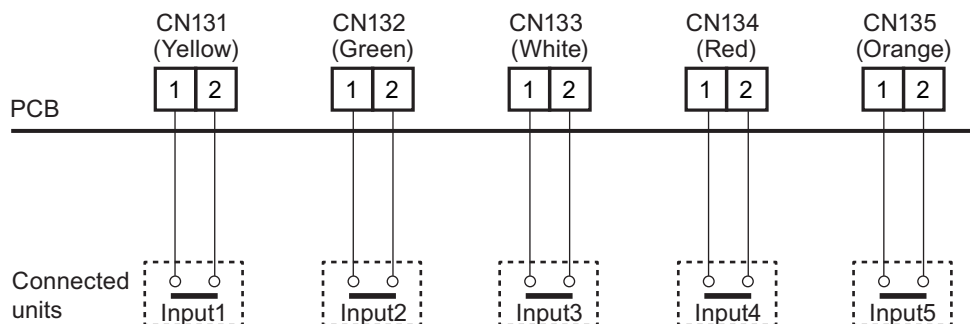 CN131 CN132 CN133 CN134 CN135
(Yellow) (Green) (White) (Red) (Orange)
1 2 1 2 1 2 1 2 1 2
PCB
Connected
units
Input1 Input2 Input3 Input4 Input5